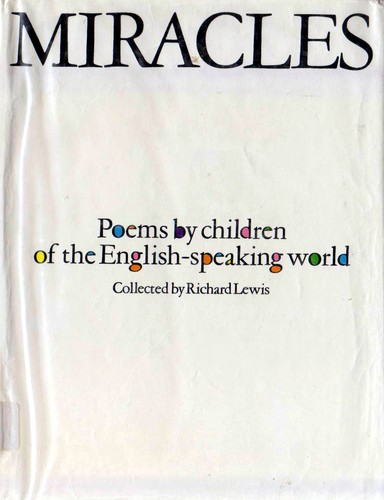 MIRACLES
Poems by children
of the English-speaking world
Collected by Richard Lewis